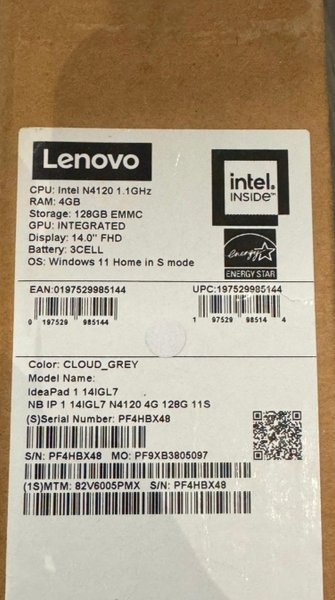 Lenovo
intel.
INSIDE™
CPU: Intel N4120 1.1GHz
RAM: 4GB
Storage: 128GB EMMC
GPU: INTEGRATED
Display: 14.0" FHD
Battery: 3CELL
OS: Windows 11 Home in S mode
energy
ENERGY STAR
EAN:0197529985144
UPC:197529985144
0 197529 985144
1 97529 98514 4
Color: CLOUD_GREY
Model Name:
IdeaPad 1 14IGL7
NB IP 1 14IGL7 N4120 4G 128G 11S
(S)Serial Number: PF4HBX48
S/N: PF4HBX48 MO: PF9XB3805097
(1S)MTM: 82V6005PMX S/N: PF4HBX48